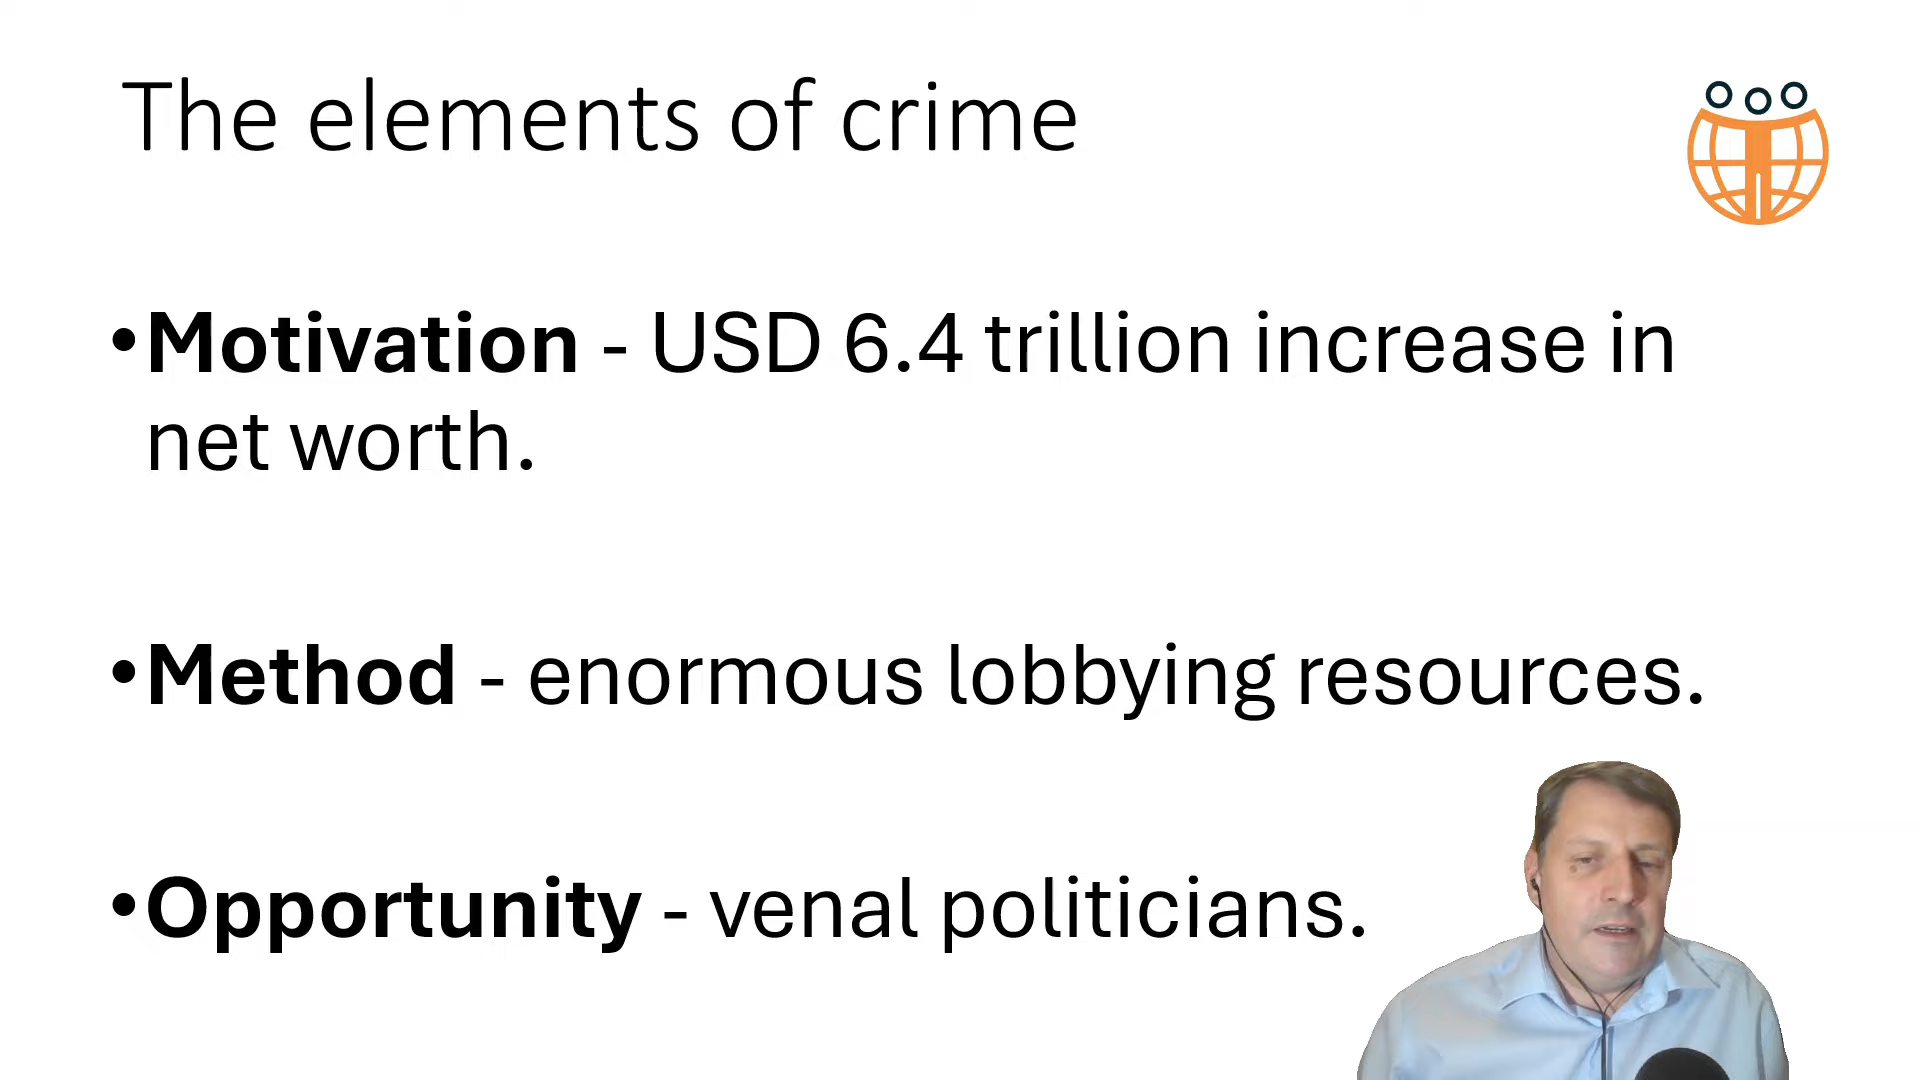 The elements of crime
•Motivation - USD 6.4 trillion increase in
net worth.
•Method - enormous lobbying resources.
•Opportunity - venal politicians.